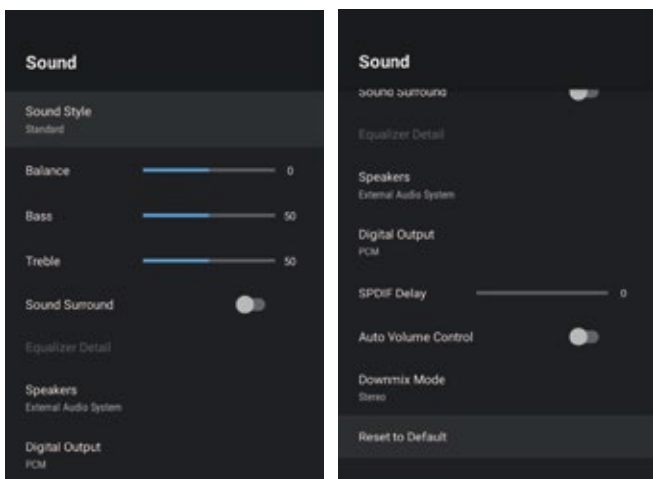 Sound
Sound Style
Standard
Balance 0
Bass 50
Treble 50
Sound Surround
Equalizer Detail
Speakers
External Audio System
Digital Output
PCM
Sound
Sound Surround
Equalizer Detail
Speakers
External Audio System
Digital Output
PCM
SPDIF Delay 0
Auto Volume Control
Downmix Mode
Stereo
Reset to Default